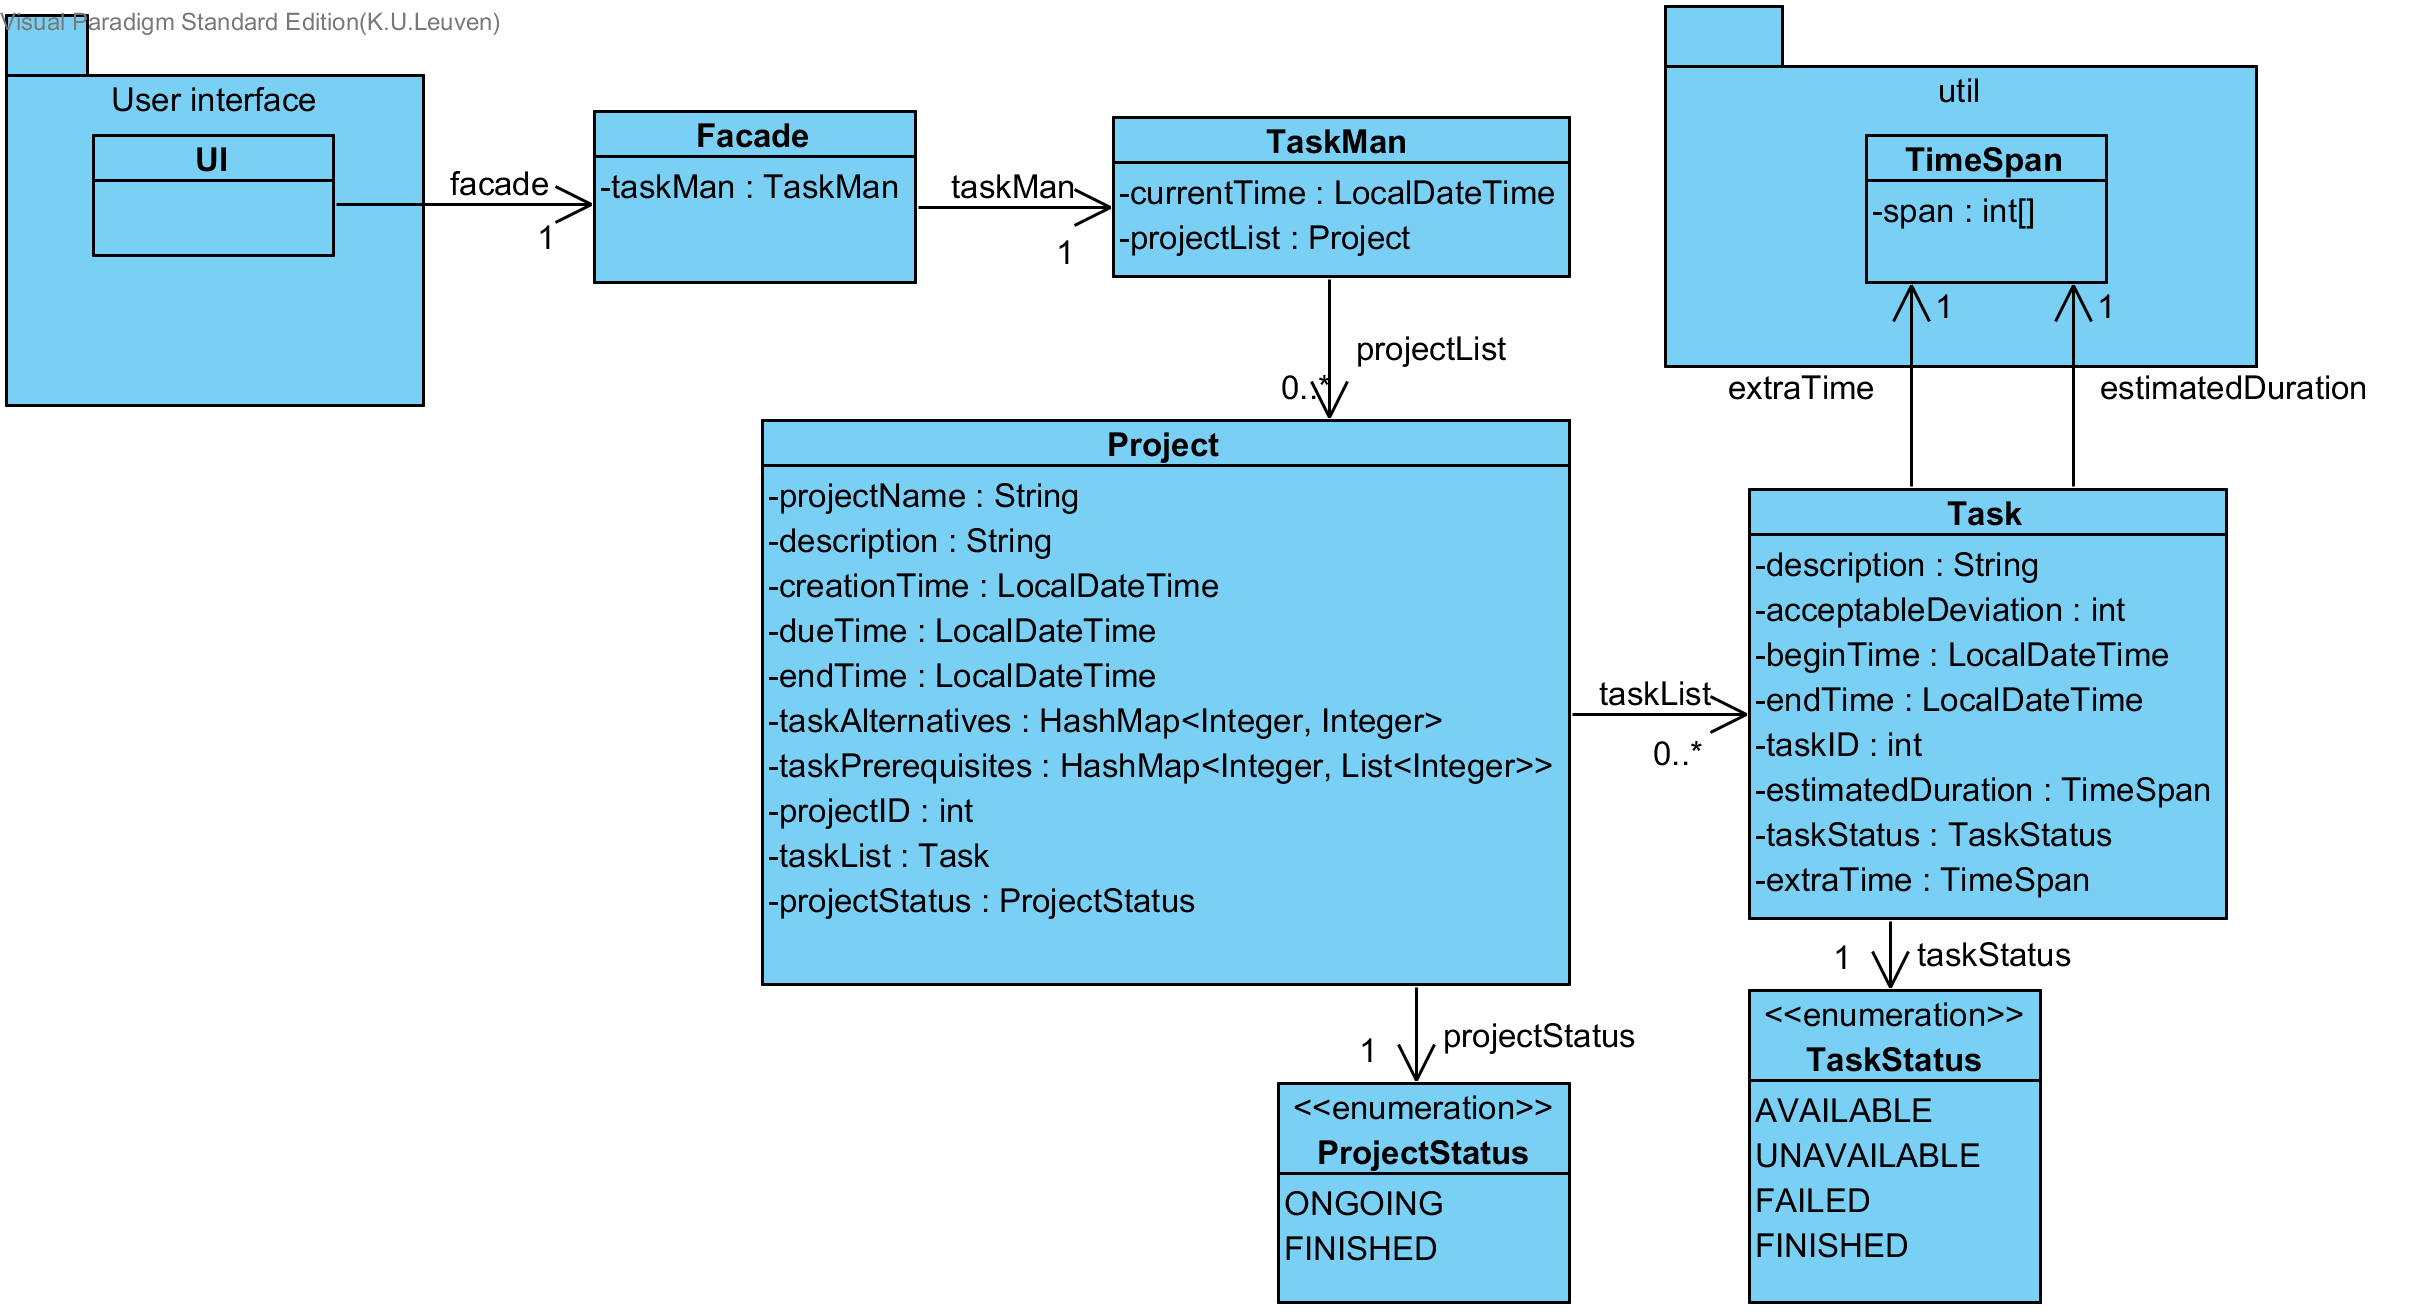 Visual Paradigm Standard Edition(K.U.Leuven)
User interface
UI
facade
1
Facade
-taskMan : TaskMan
taskMan
1
TaskMan
-currentTime : LocalDateTime
-projectList : Project
projectList
0..*
util
TimeSpan
-span : int[]
1
1
extraTime
estimatedDuration
Project
-projectName : String
-description : String
-creationTime : LocalDateTime
-dueTime : LocalDateTime
-endTime : LocalDateTime
-taskAlternatives : HashMap<Integer, Integer>
-taskPrerequisites : HashMap<Integer, List<Integer>>
-projectID : int
-taskList : Task
-projectStatus : ProjectStatus
taskList
0..*
Task
-description : String
-acceptableDeviation : int
-beginTime : LocalDateTime
-endTime : LocalDateTime
-taskID : int
-estimatedDuration : TimeSpan
-taskStatus : TaskStatus
-extraTime : TimeSpan
1
projectStatus
<<enumeration>>
ProjectStatus
ONGOING
FINISHED
1
taskStatus
<<enumeration>>
TaskStatus
AVAILABLE
UNAVAILABLE
FAILED
FINISHED